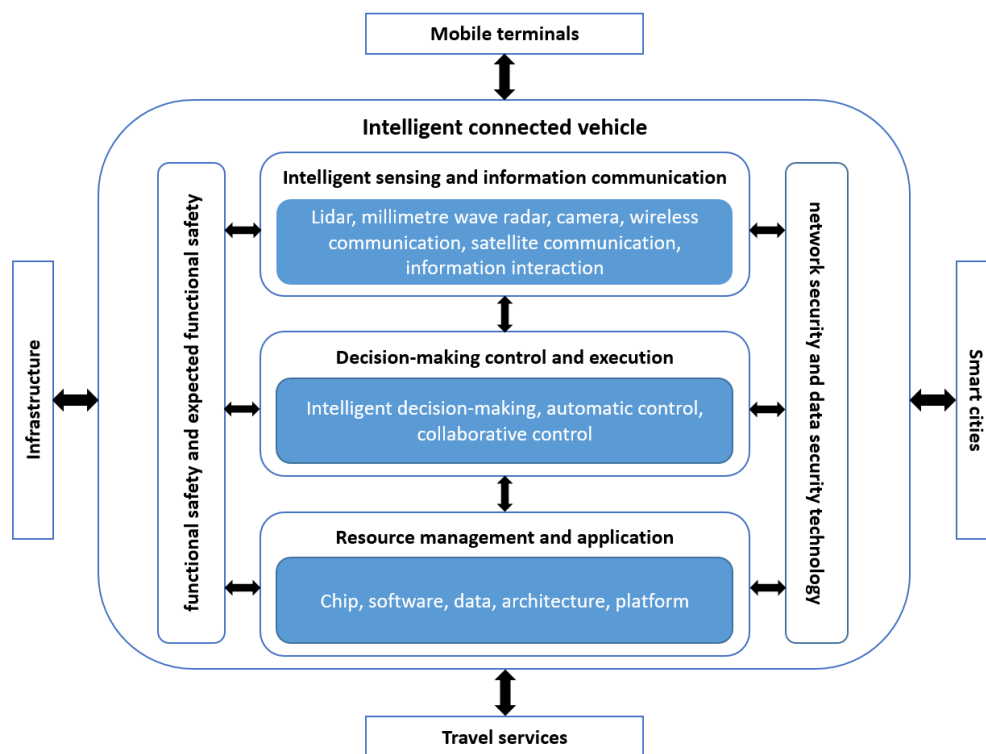 Mobile terminals
Intelligent connected vehicle
Intelligent sensing and information communication
Lidar, millimetre wave radar, camera, wireless
communication, satellite communication,
information interaction
Infrastructure
functional safety and expected functional safety
Decision-making control and execution
Intelligent decision-making, automatic control,
collaborative control
network security and data security technology
Smart cities
Resource management and application
Chip, software, data, architecture, platform
Travel services